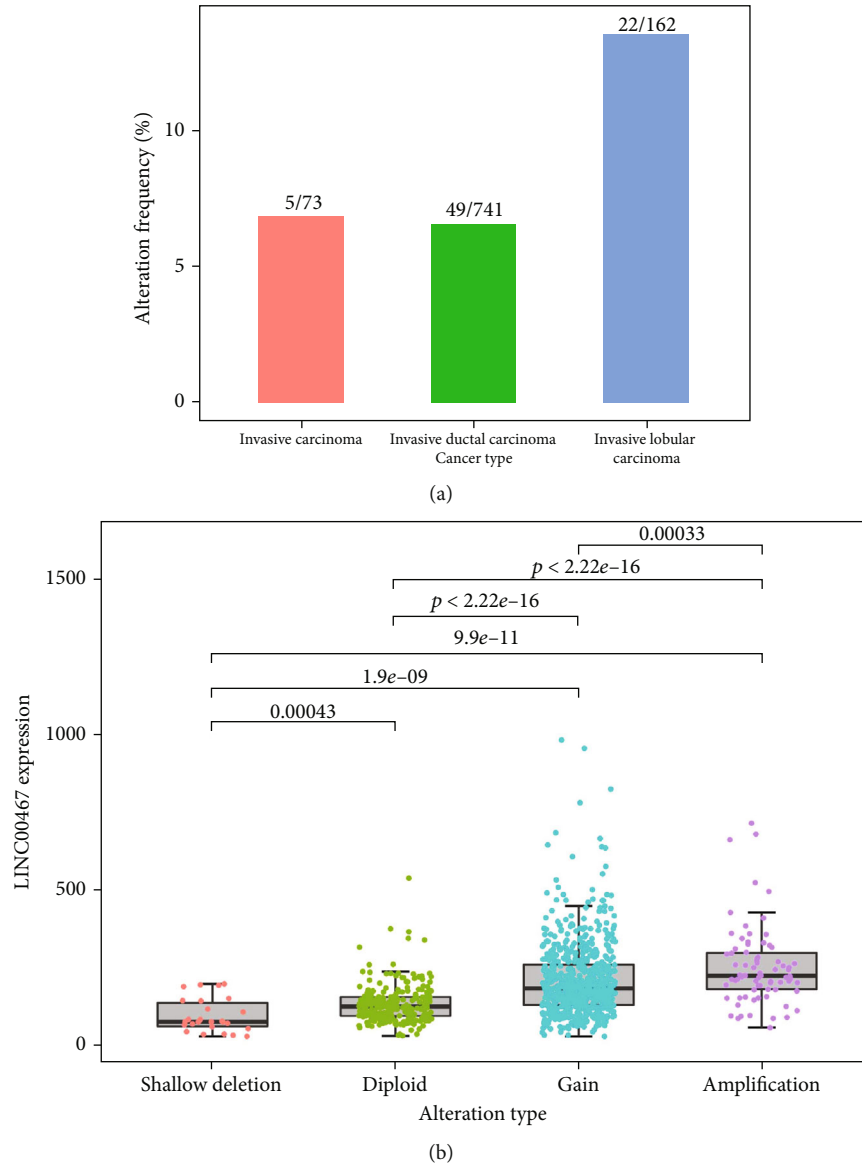 22/162
10
5/73
49/741
5
0
Alteration frequency (%)
Invasive carcinoma
Invasive ductal carcinoma
Invasive lobular
carcinoma
Cancer type
(a)
0.00033
1500
p < 2.22e–16
p < 2.22e–16
9.9e–11
1.9e–09
0.00043
1000
500
0
LINC00467 expression
Shallow deletion
Diploid
Gain
Amplification
Alteration type
(b)